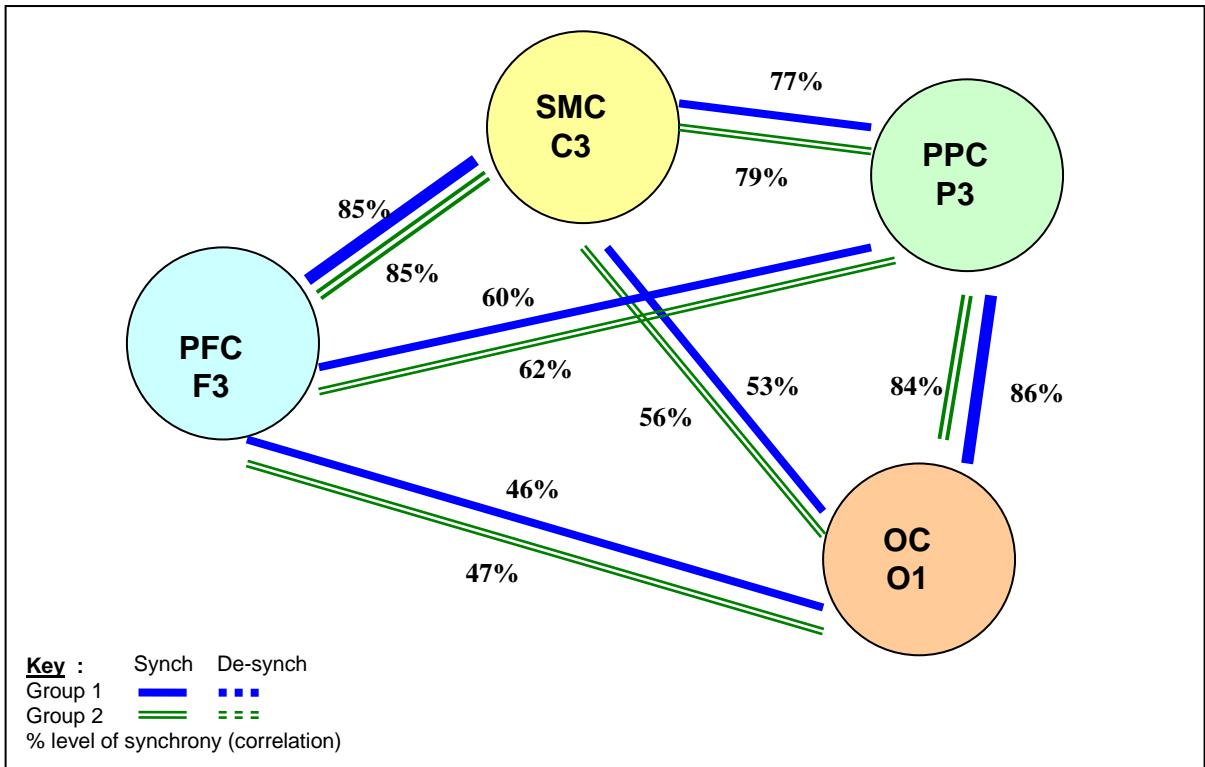 SMC
C3
77%
79%
PPC
P3
85%
85%
PFC
F3
60%
62%
84%
86%
53%
56%
46%
47%
OC
O1
Key : Synch De-synch
Group 1
Group 2
% level of synchrony (correlation)